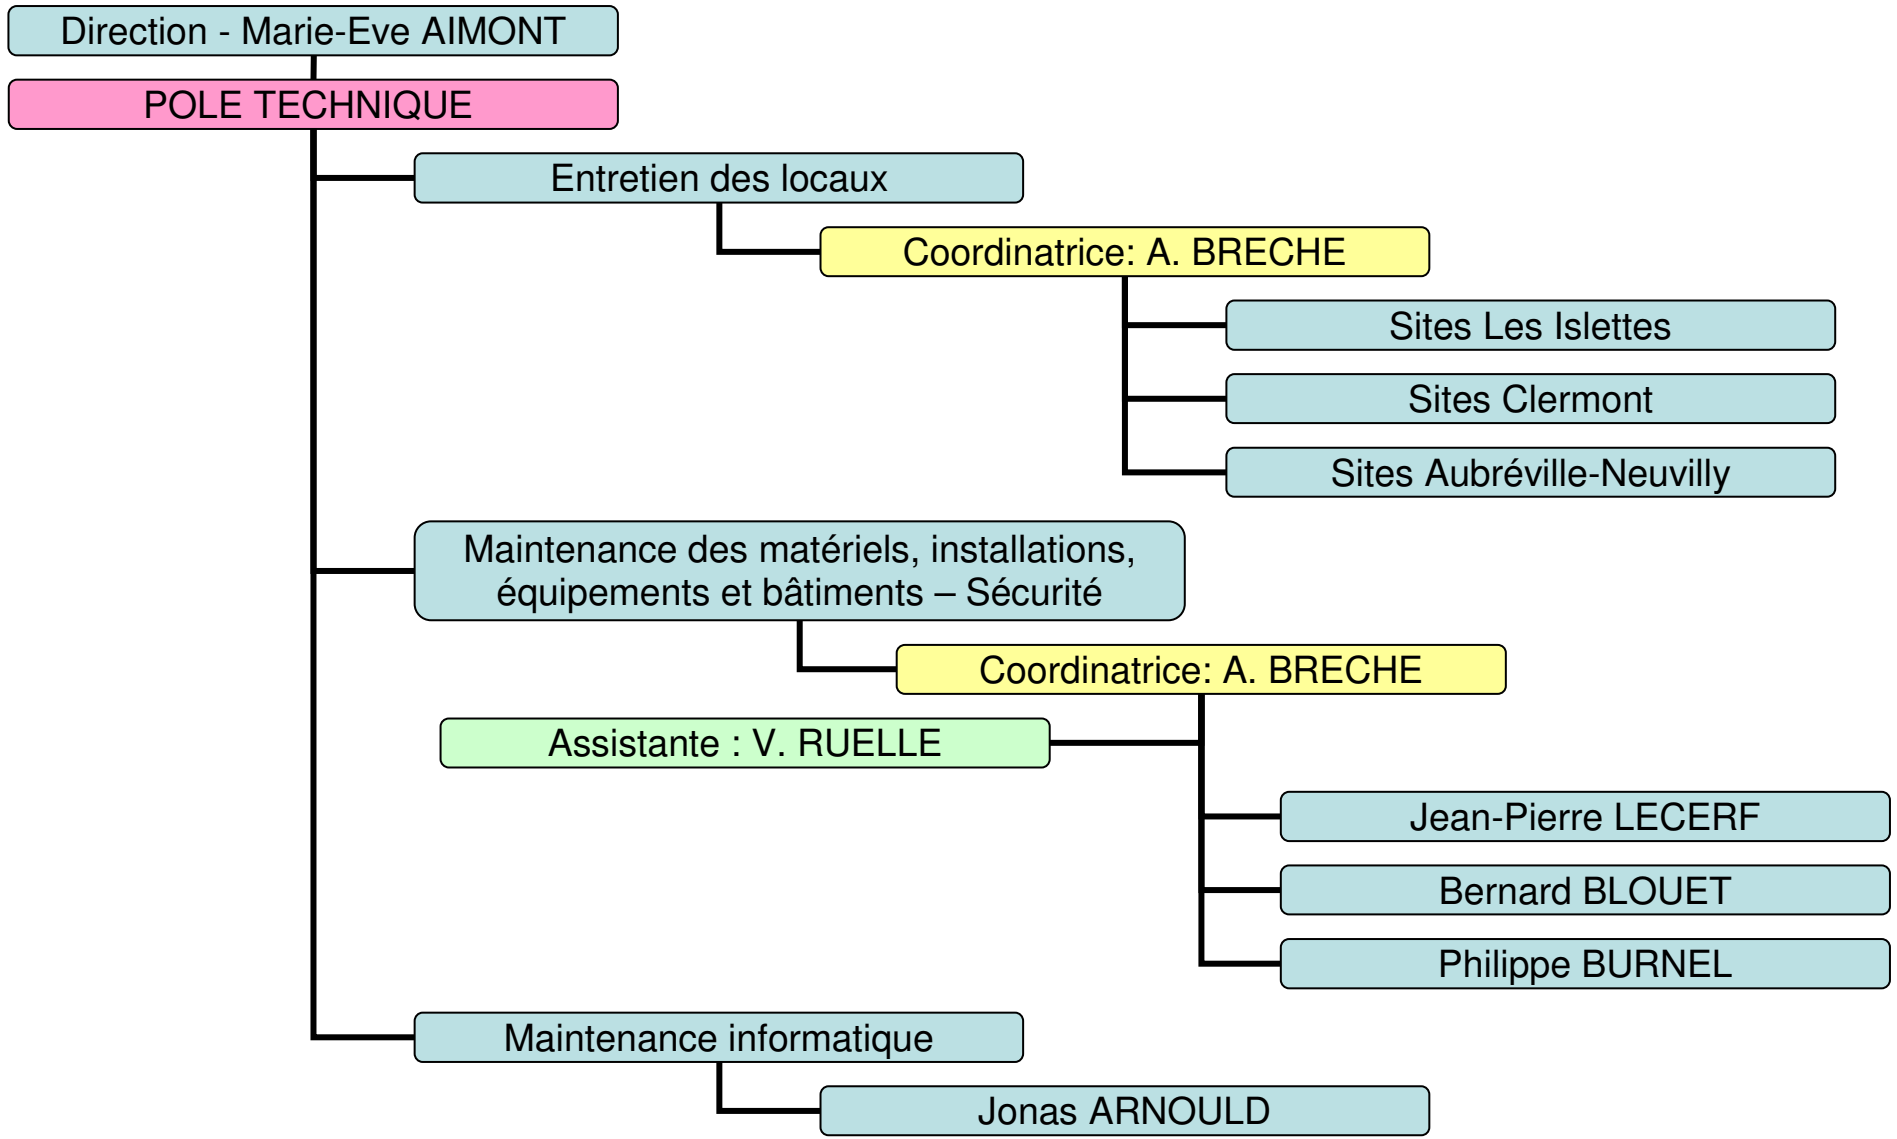 Direction - Marie-Eve AIMONT
POLE TECHNIQUE
Entretien des locaux
Coordinatrice: A. BRECHE
Sites Les Islettes
Sites Clermont
Sites Aubréville-Neuvilly
Maintenance des matériels, installations,
équipements et bâtiments – Sécurité
Coordinatrice: A. BRECHE
Assistante : V. RUELLE
Jean-Pierre LECERF
Bernard BLOUET
Philippe BURNEL
Maintenance informatique
Jonas ARNOULD